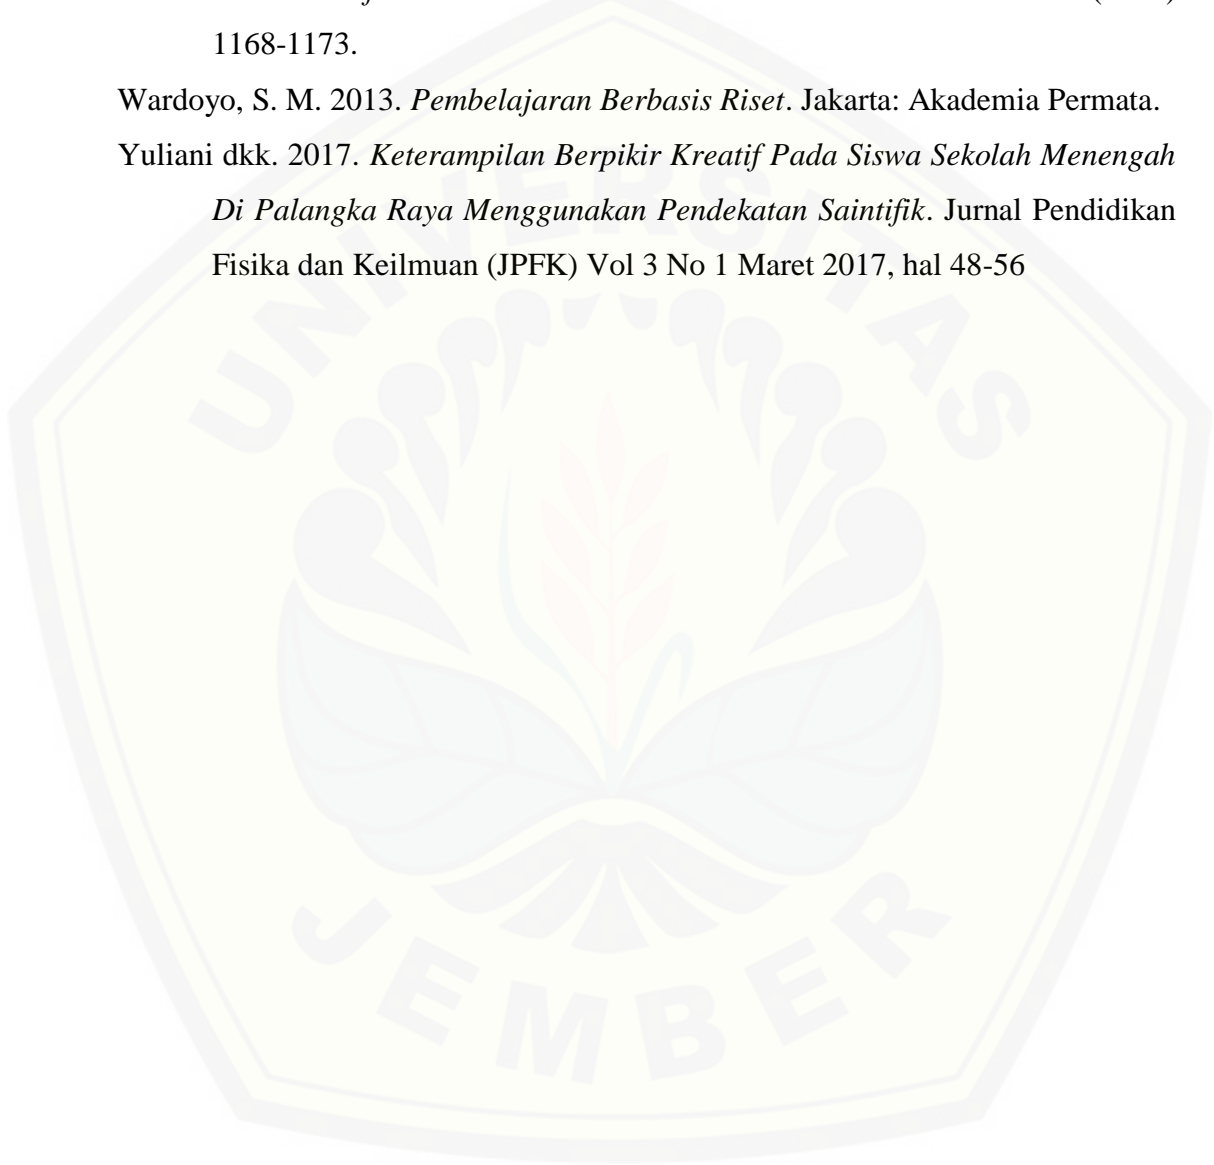 1168-1173.
Wardoyo, S. M. 2013. Pembelajaran Berbasis Riset. Jakarta: Akademia Permata.
Yuliani dkk. 2017. Keterampilan Berpikir Kreatif Pada Siswa Sekolah Menengah
Di Palangka Raya Menggunakan Pendekatan Saintifik. Jurnal Pendidikan
Fisika dan Keilmuan (JPFK) Vol 3 No 1 Maret 2017, hal 48-56
UNIVERSITAS
JEMBER